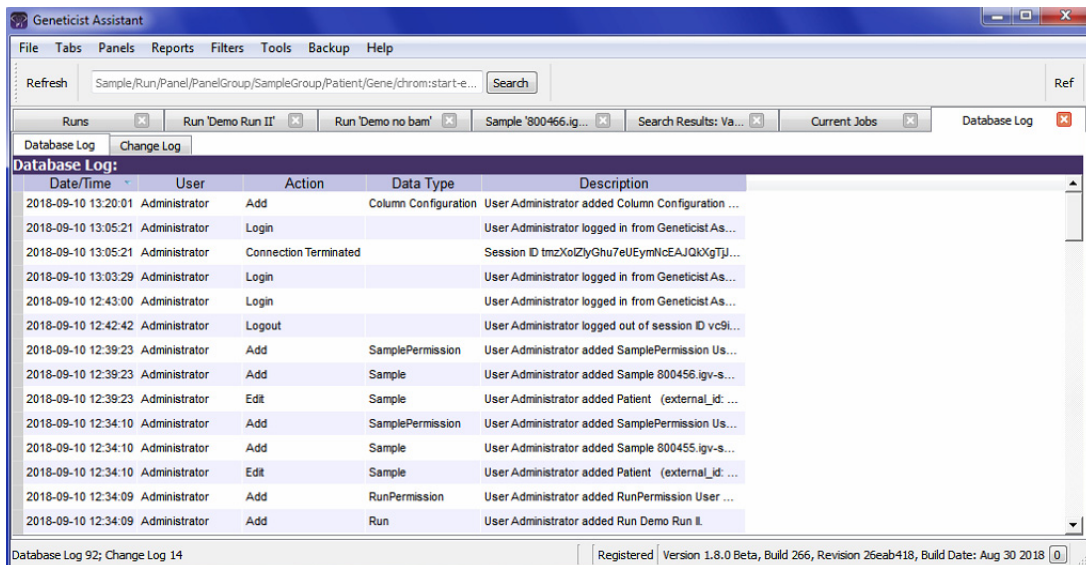 Geneticist Assistant
File Tabs Panels Reports Filters Tools Backup Help
Refresh Sample/Run/Panel/PanelGroup/SampleGroup/Patient/Gene/chrom:start-e... Search Ref
Runs Run 'Demo Run II' Run 'Demo no bam' Sample '800466.ig... Search Results: Va... Current Jobs Database Log
Database Log Change Log
Database Log:
Date/Time User Action Data Type Description
2018-09-10 13:20:01 Administrator Add Column Configuration User Administrator added Column Configuration ...
2018-09-10 13:05:21 Administrator Login User Administrator logged in from Geneticist As...
2018-09-10 13:05:21 Administrator Connection Terminated Session ID
2018-09-10 13:03:29 Administrator Login User Administrator logged in from Geneticist As...
2018-09-10 12:43:00 Administrator Login User Administrator logged in from Geneticist As...
2018-09-10 12:42:42 Administrator Logout User Administrator logged out of session ID vc9i...
2018-09-10 12:39:23 Administrator Add SamplePermission User Administrator added SamplePermission Us...
2018-09-10 12:39:23 Administrator Add Sample User Administrator added Sample 800456.igv-s...
2018-09-10 12:39:23 Administrator Edit Sample User Administrator added Patient (external_id: ...
2018-09-10 12:34:10 Administrator Add SamplePermission User Administrator added SamplePermission Us...
2018-09-10 12:34:10 Administrator Add Sample User Administrator added Sample 800455.igv-s...
2018-09-10 12:34:10 Administrator Edit Sample User Administrator added Patient (external_id: ...
2018-09-10 12:34:09 Administrator Add RunPermission User Administrator added RunPermission User ...
2018-09-10 12:34:09 Administrator Add Run User Administrator added Run Demo Run II.
Database Log 92; Change Log 14 Registered Version 1.8.0 Beta, Build 266, Revision 26eab418, Build Date: Aug 30 2018 0